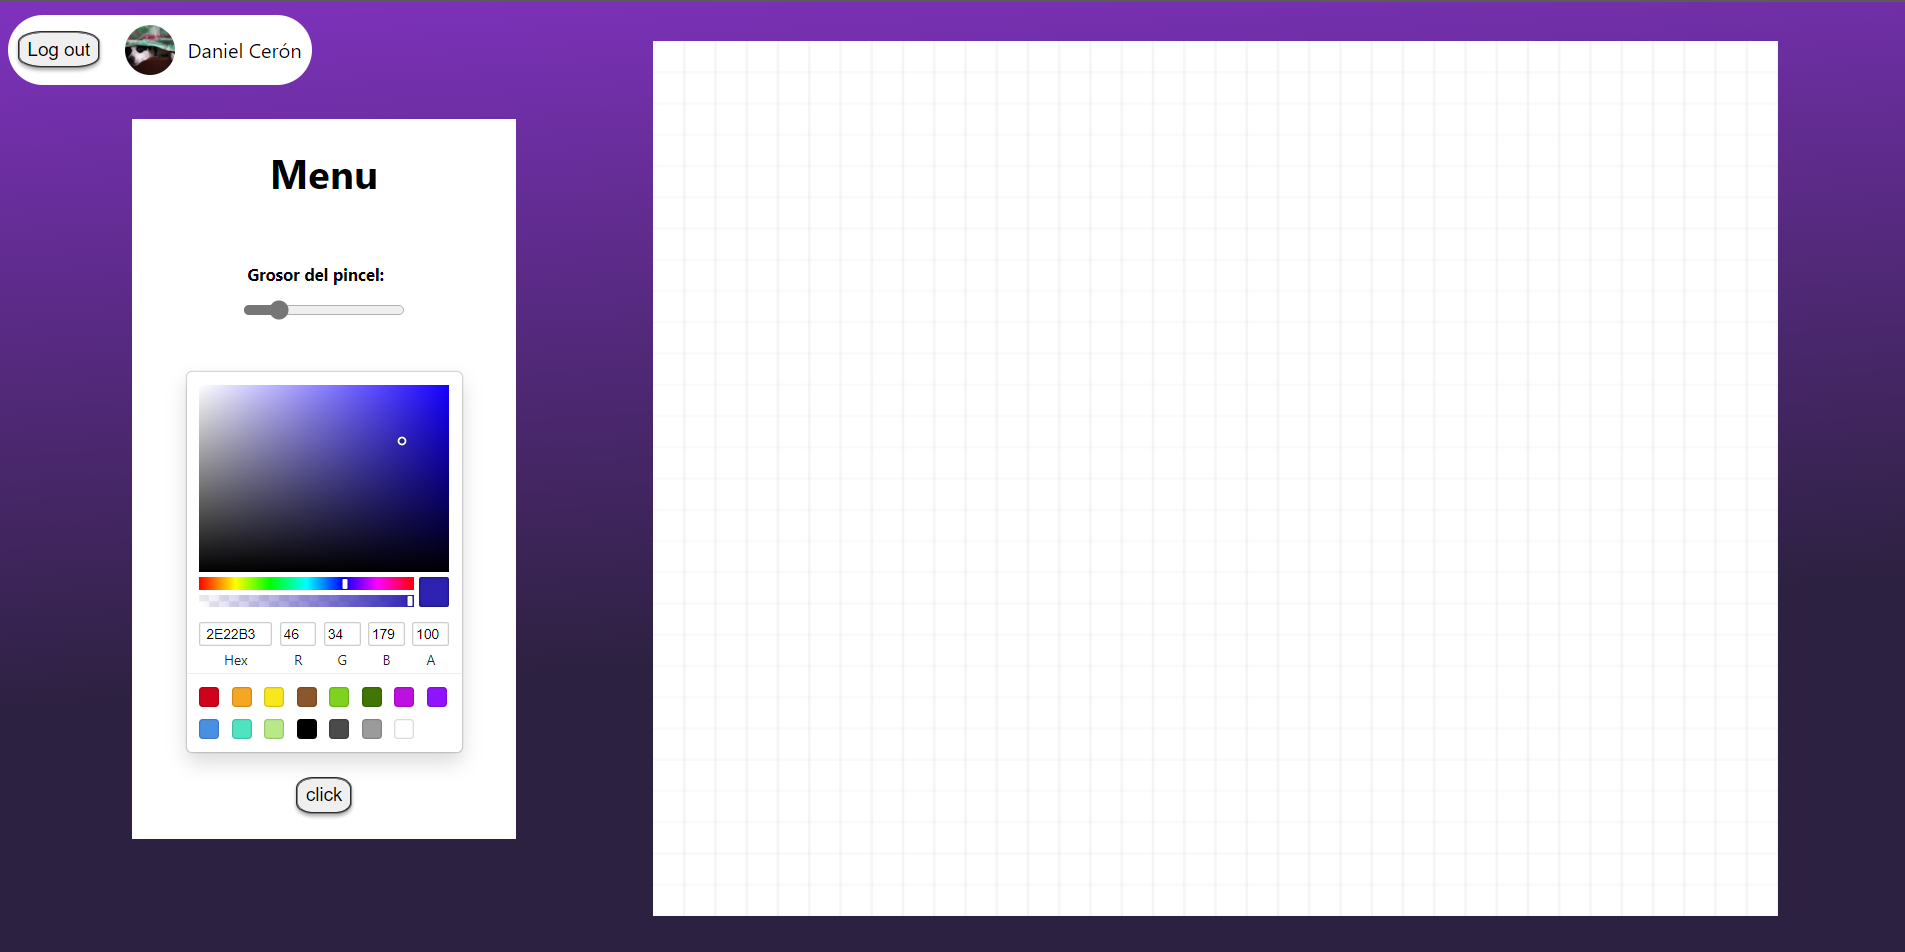 Log out
Daniel Cerón
Menu
Grosor del pincel:
2E22B3 46 34 179 100
Hex R G B A
click